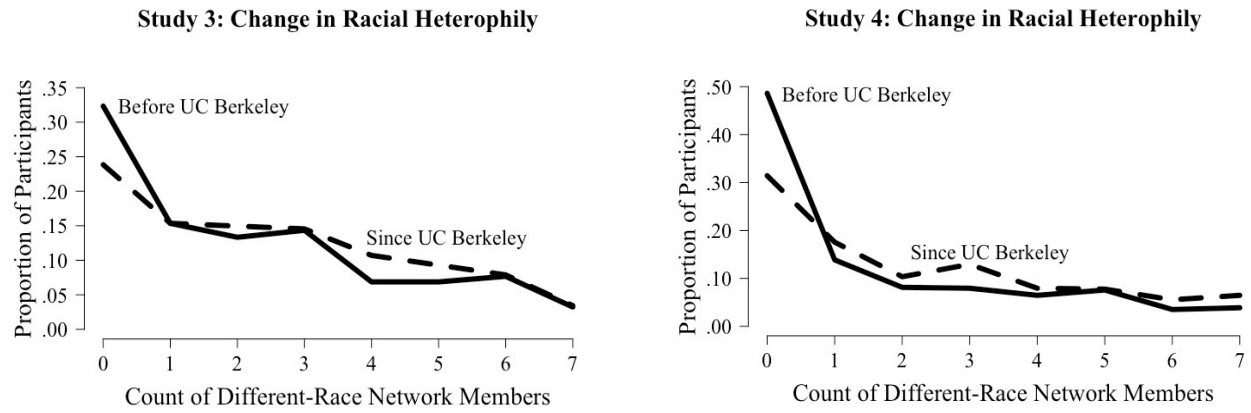 Study 3: Change in Racial Heterophily
Proportion of Participants
.35
.30
.25
.20
.15
.10
.05
.00
Before UC Berkeley
Since UC Berkeley
0 1 2 3 4 5 6 7
Count of Different-Race Network Members
Study 4: Change in Racial Heterophily
Proportion of Participants
.50
.40
.30
.20
.10
.00
Before UC Berkeley
Since UC Berkeley
0 1 2 3 4 5 6 7
Count of Different-Race Network Members